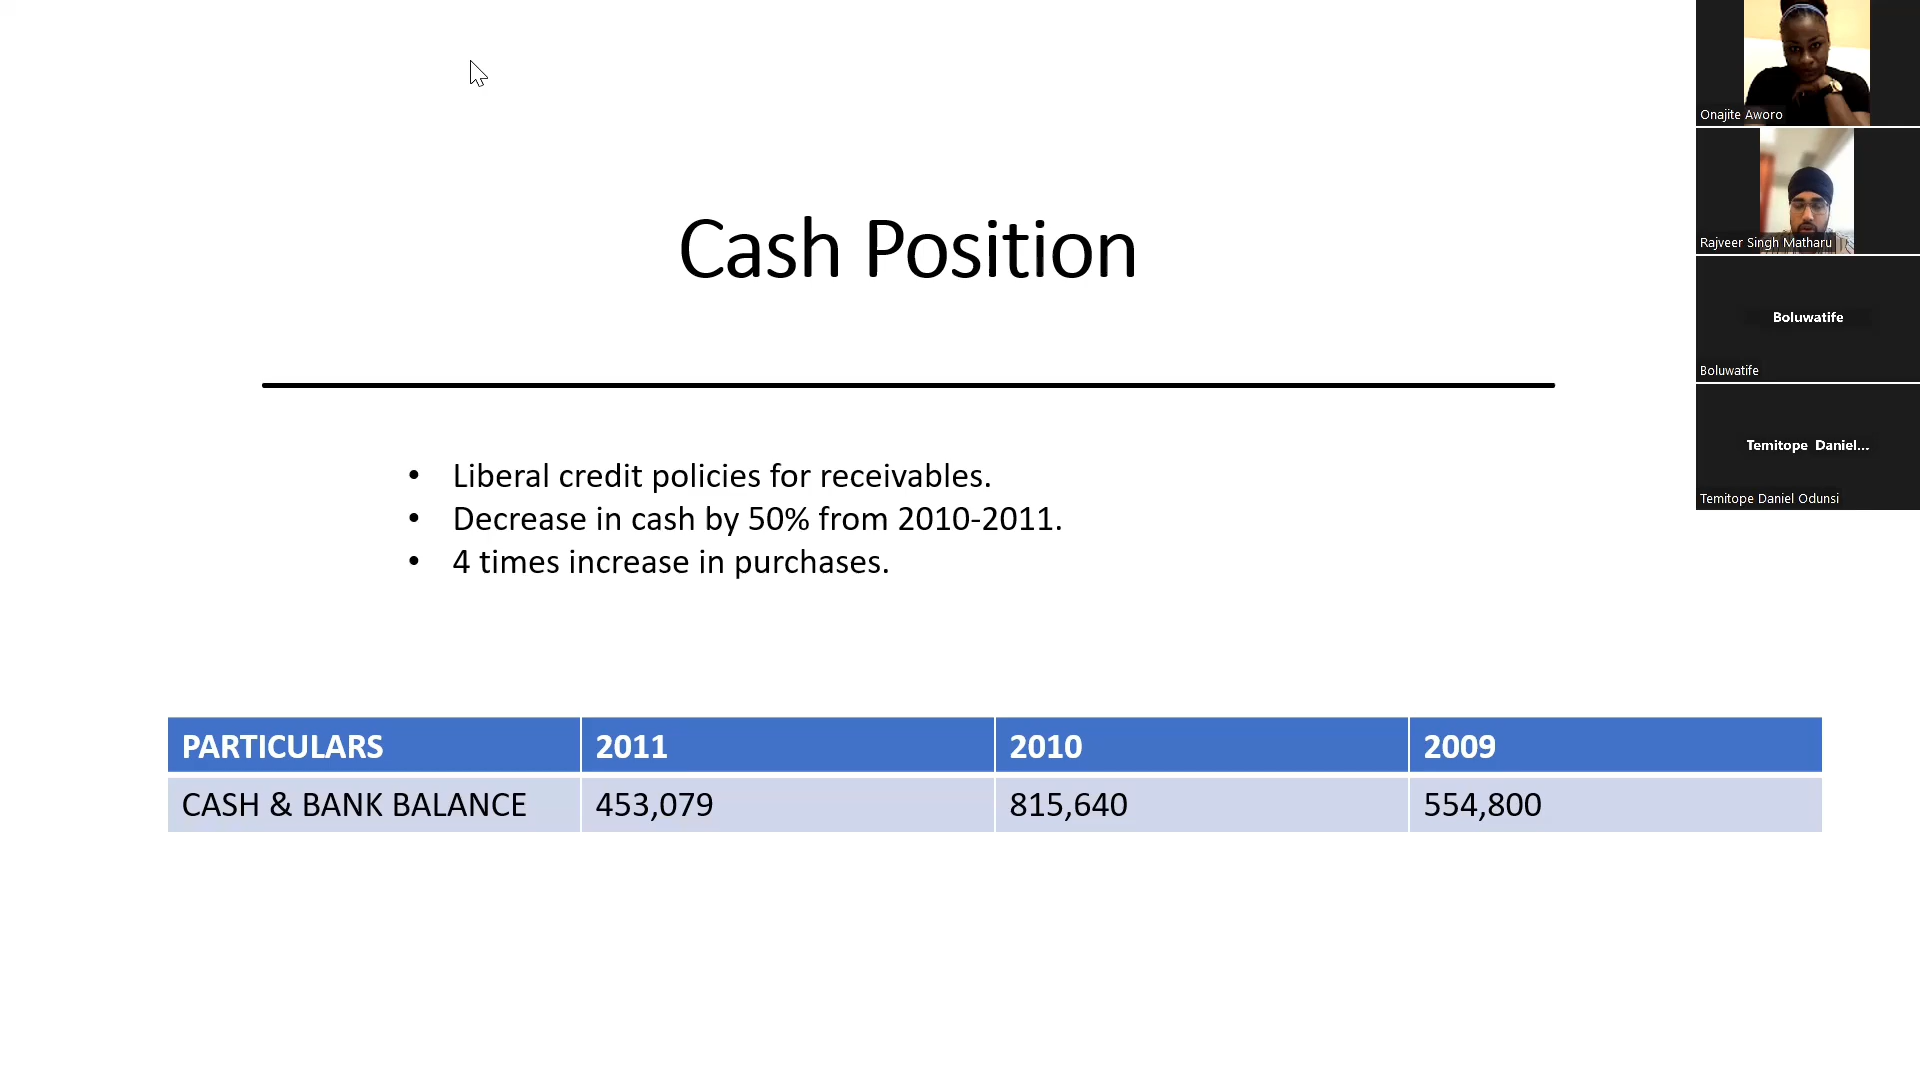 Cash Position
• Liberal credit policies for receivables.
• Decrease in cash by 50% from 2010-2011.
• 4 times increase in purchases.
PARTICULARS 2011 2010 2009
CASH & BANK BALANCE 453,079 815,640 554,800
Onajite Aworo
Rajveer Singh Matharu
Boluwatife
Boluwatife
Temitope Daniel...
Temitope Daniel Odunsi